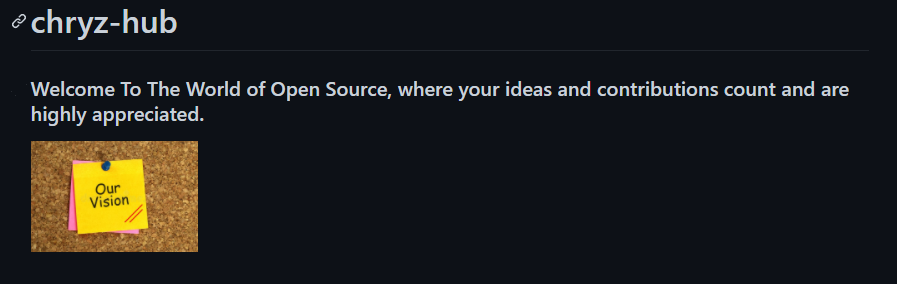 chryz-hub
Welcome To The World of Open Source, where your ideas and contributions count and are
highly appreciated.
Our
Vision